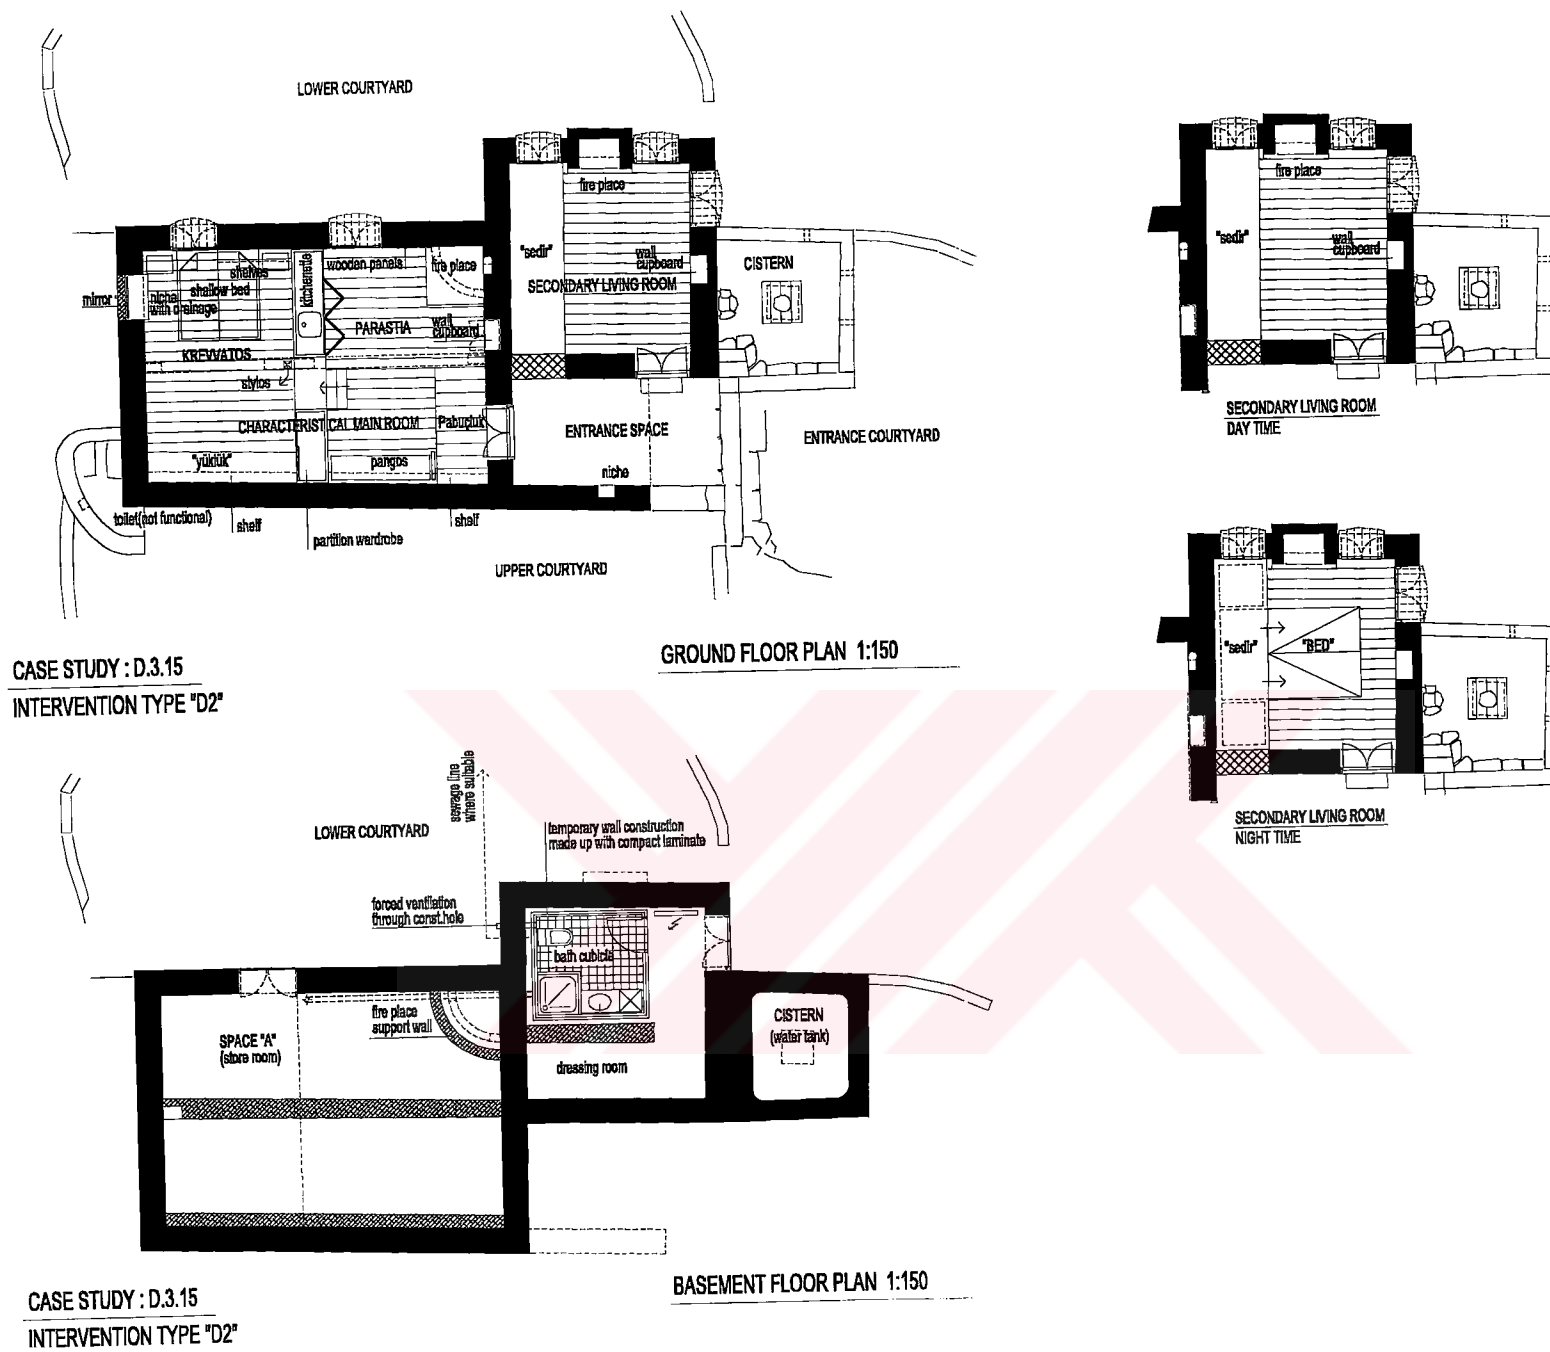 LOWER COURTYARD
fire place
"sedir"
wall
cupboard
SECONDARY LIVING ROOM
CISTERN
shelves
shallow bed
mirror
niche
with drainage
kitchenette
wooden panels
fire place
PARASTIA
wall
cupboard
KREVVATOS
stylos
CHARACTERISTICAL MAIN ROOM
Pabuçluk
"yüklük"
pangos
ENTRANCE SPACE
niche
ENTRANCE COURTYARD
toilet(not functional)
shelf
partition wardrobe
shelf
UPPER COURTYARD
CASE STUDY : D.3.15
INTERVENTION TYPE "D2"
GROUND FLOOR PLAN 1:150
fire place
"sedir"
wall
cupboard
SECONDARY LIVING ROOM
DAY TIME
"sedir"
"BED"
SECONDARY LIVING ROOM
NIGHT TIME
sewage line
where suitable
LOWER COURTYARD
temporary wall construction
made up with compact laminate
forced ventilation
through const.hole
bath cubicle
fire place
support wall
SPACE "A"
(store room)
dressing room
CISTERN
(water tank)
CASE STUDY : D.3.15
INTERVENTION TYPE "D2"
BASEMENT FLOOR PLAN 1:150